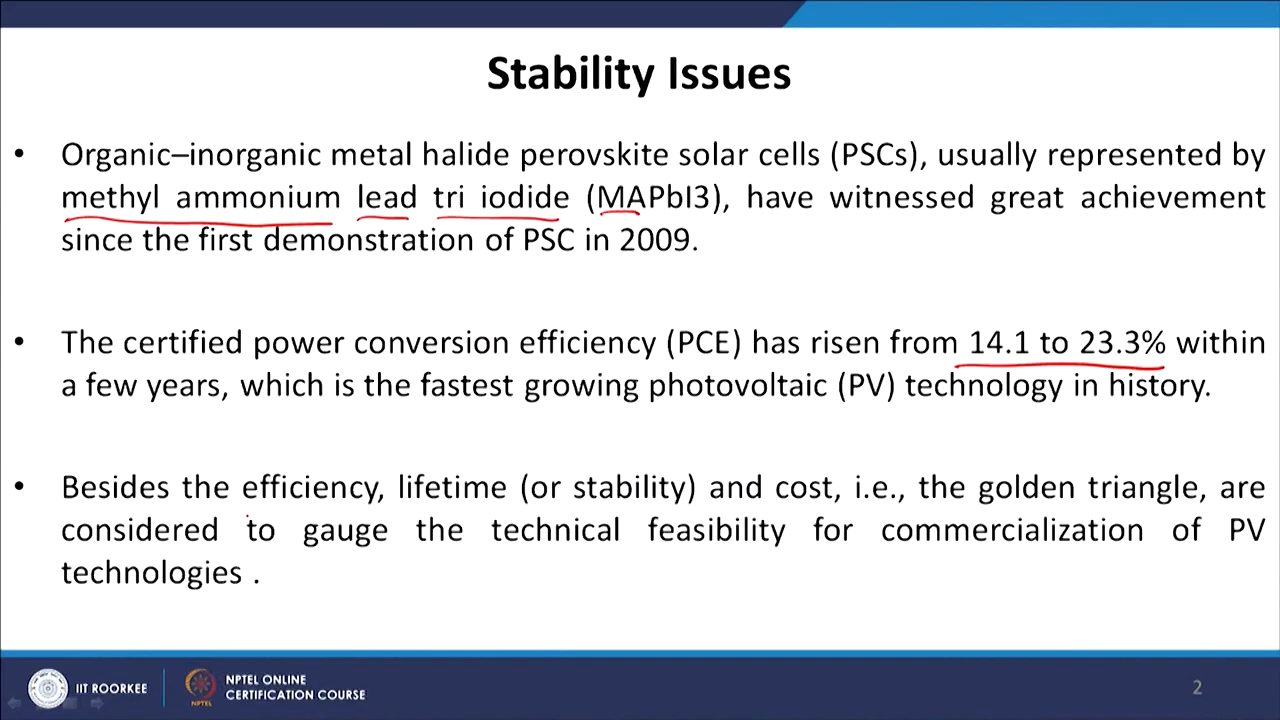 Stability Issues
• Organic–inorganic metal halide perovskite solar cells (PSCs), usually represented by
methyl ammonium lead tri iodide (MAPbI3), have witnessed great achievement
since the first demonstration of PSC in 2009.
• The certified power conversion efficiency (PCE) has risen from 14.1 to 23.3% within
a few years, which is the fastest growing photovoltaic (PV) technology in history.
• Besides the efficiency, lifetime (or stability) and cost, i.e., the golden triangle, are
considered to gauge the technical feasibility for commercialization of PV
technologies .
IIT ROORKEE
NPTEL
NPTEL ONLINE
CERTIFICATION COURSE
2